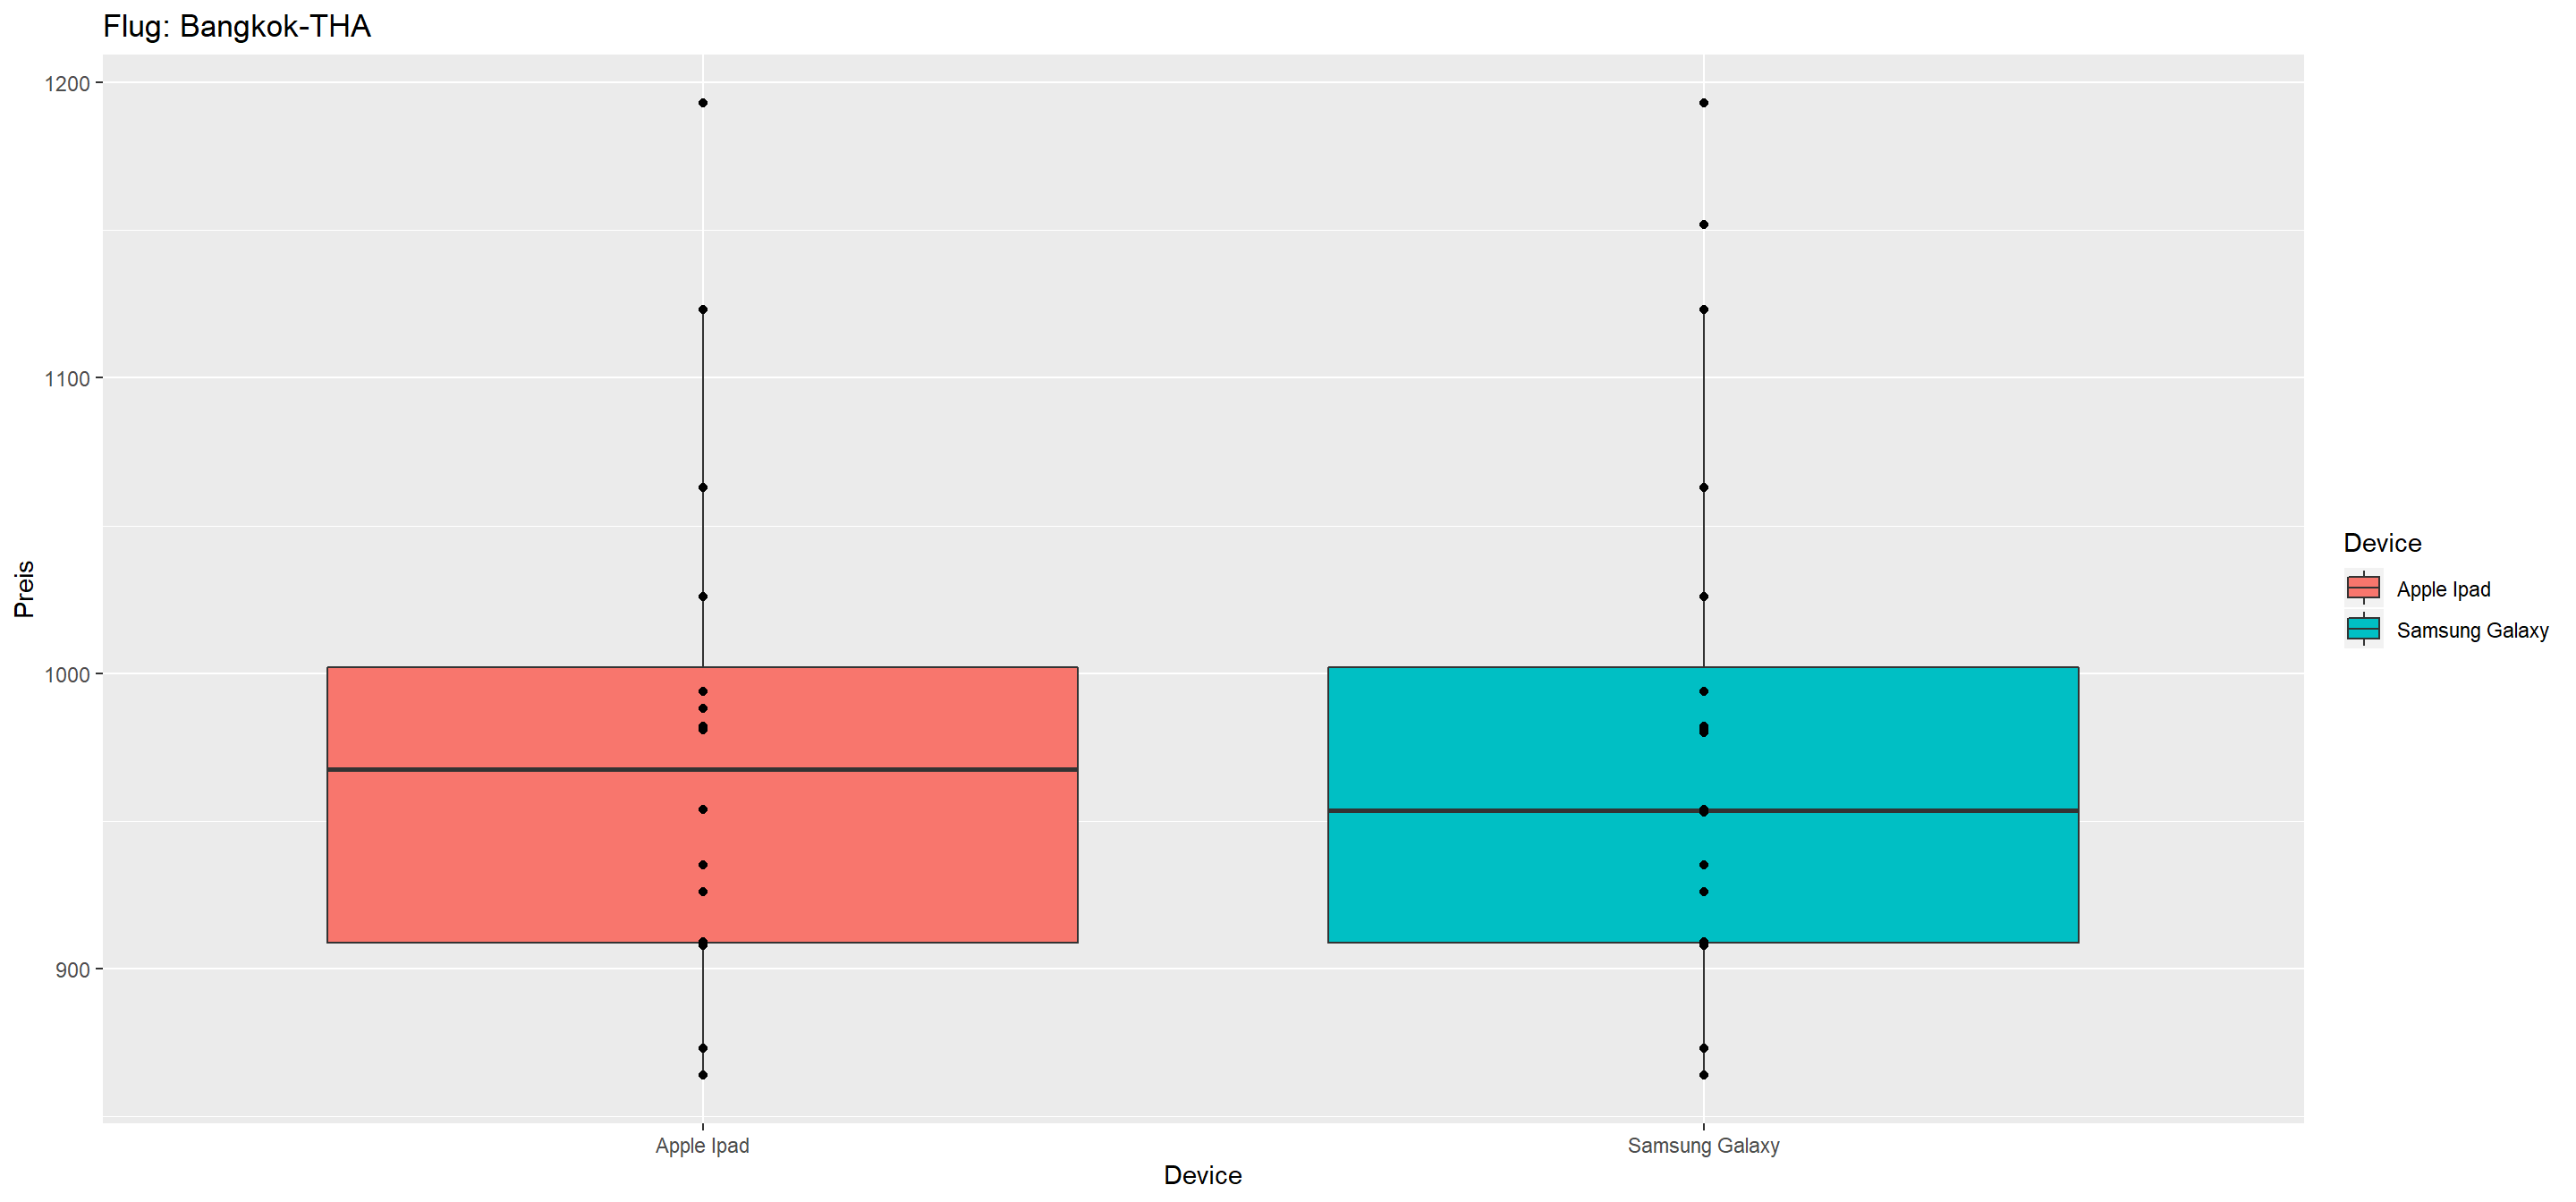 Flug: Bangkok-THA
1200
1100
1000
900
Preis
Apple Ipad
Samsung Galaxy
Device
Device
Apple Ipad
Samsung Galaxy